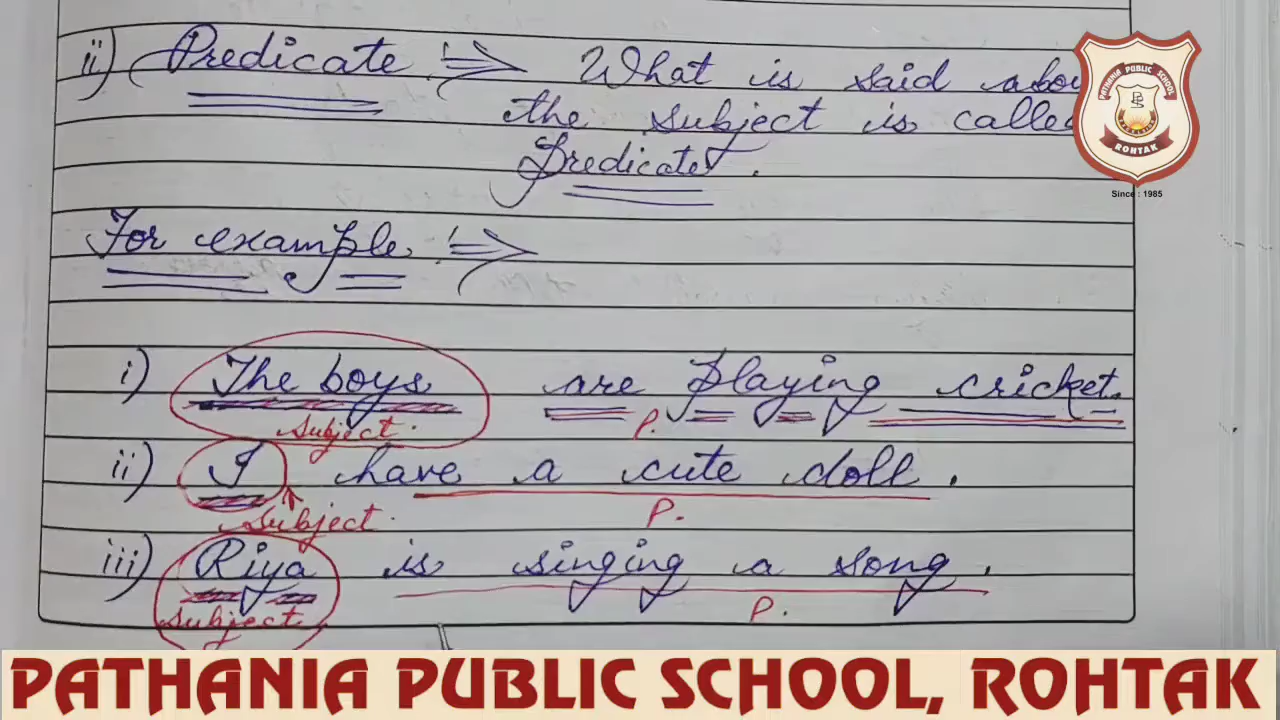 ii) Predicate :⇒ What is said abou
the subject is called
Predicate .
For example :⇒
i) The boys are playing cricket.
Subject. P.
ii) I have a cute doll .
Subject. P.
iii) Riya is singing a song .
Subject. P.
PATHANIA PUBLIC SCHOOL
PPS
ROHTAK
Since : 1985
PATHANIA PUBLIC SCHOOL, ROHTAK